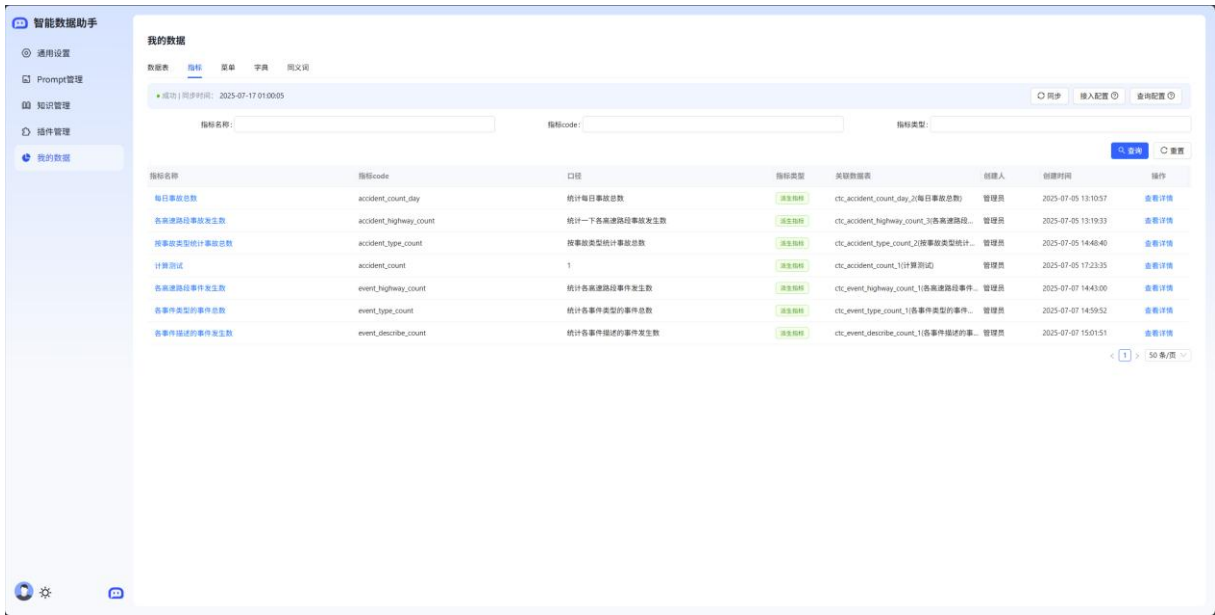 智能数据助手
通用设置
Prompt管理
知识管理
插件管理
我的数据
我的数据
数据表 指标 菜单 字典 同义词
成功 | 同步时间: 2025-07-17 01:00:05 同步 接入配置 查询配置
指标名称: 指标code: 指标类型:
查询 重置
指标名称 指标code 口径 指标类型 关联数据表 创建人 创建时间 操作
每日事故总数 accident_count_day 统计每日事故总数 派生指标 ctc_accident_count_day_2(每日事故总数) 管理员 2025-07-05 13:10:57 查看详情
各高速路段事故发生数 accident_highway_count 统计一下各高速路段事故发生数 派生指标 ctc_accident_highway_count_3(各高速路段... 管理员 2025-07-05 13:19:33 查看详情
按事故类型统计事故总数 accident_type_count 按事故类型统计事故总数 派生指标 ctc_accident_type_count_2(按事故类型统计... 管理员 2025-07-05 14:48:40 查看详情
计算测试 accident_count 1 派生指标 ctc_accident_count_1(计算测试) 管理员 2025-07-05 17:23:35 查看详情
各高速路段事件发生数 event_highway_count 统计各高速路段事件发生数 派生指标 ctc_event_highway_count_1(各高速路段事件... 管理员 2025-07-07 14:43:00 查看详情
各事件类型的事件总数 event_type_count 统计各事件类型的事件总数 派生指标 ctc_event_type_count_1(各事件类型的事件... 管理员 2025-07-07 14:59:52 查看详情
各事件描述的事件发生数 event_describe_count 统计各事件描述的事件发生数 派生指标 ctc_event_describe_count_1(各事件描述的事... 管理员 2025-07-07 15:01:51 查看详情
< 1 > 50 条/页